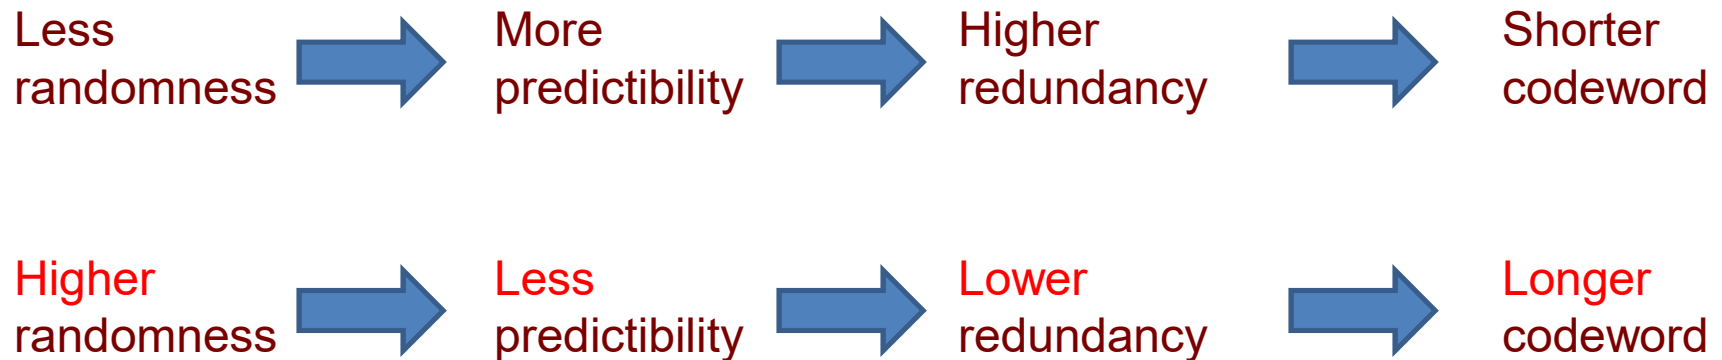 Less
randomness
More
predictibility
Higher
redundancy
Shorter
codeword
Higher
randomness
Less
predictibility
Lower
redundancy
Longer
codeword